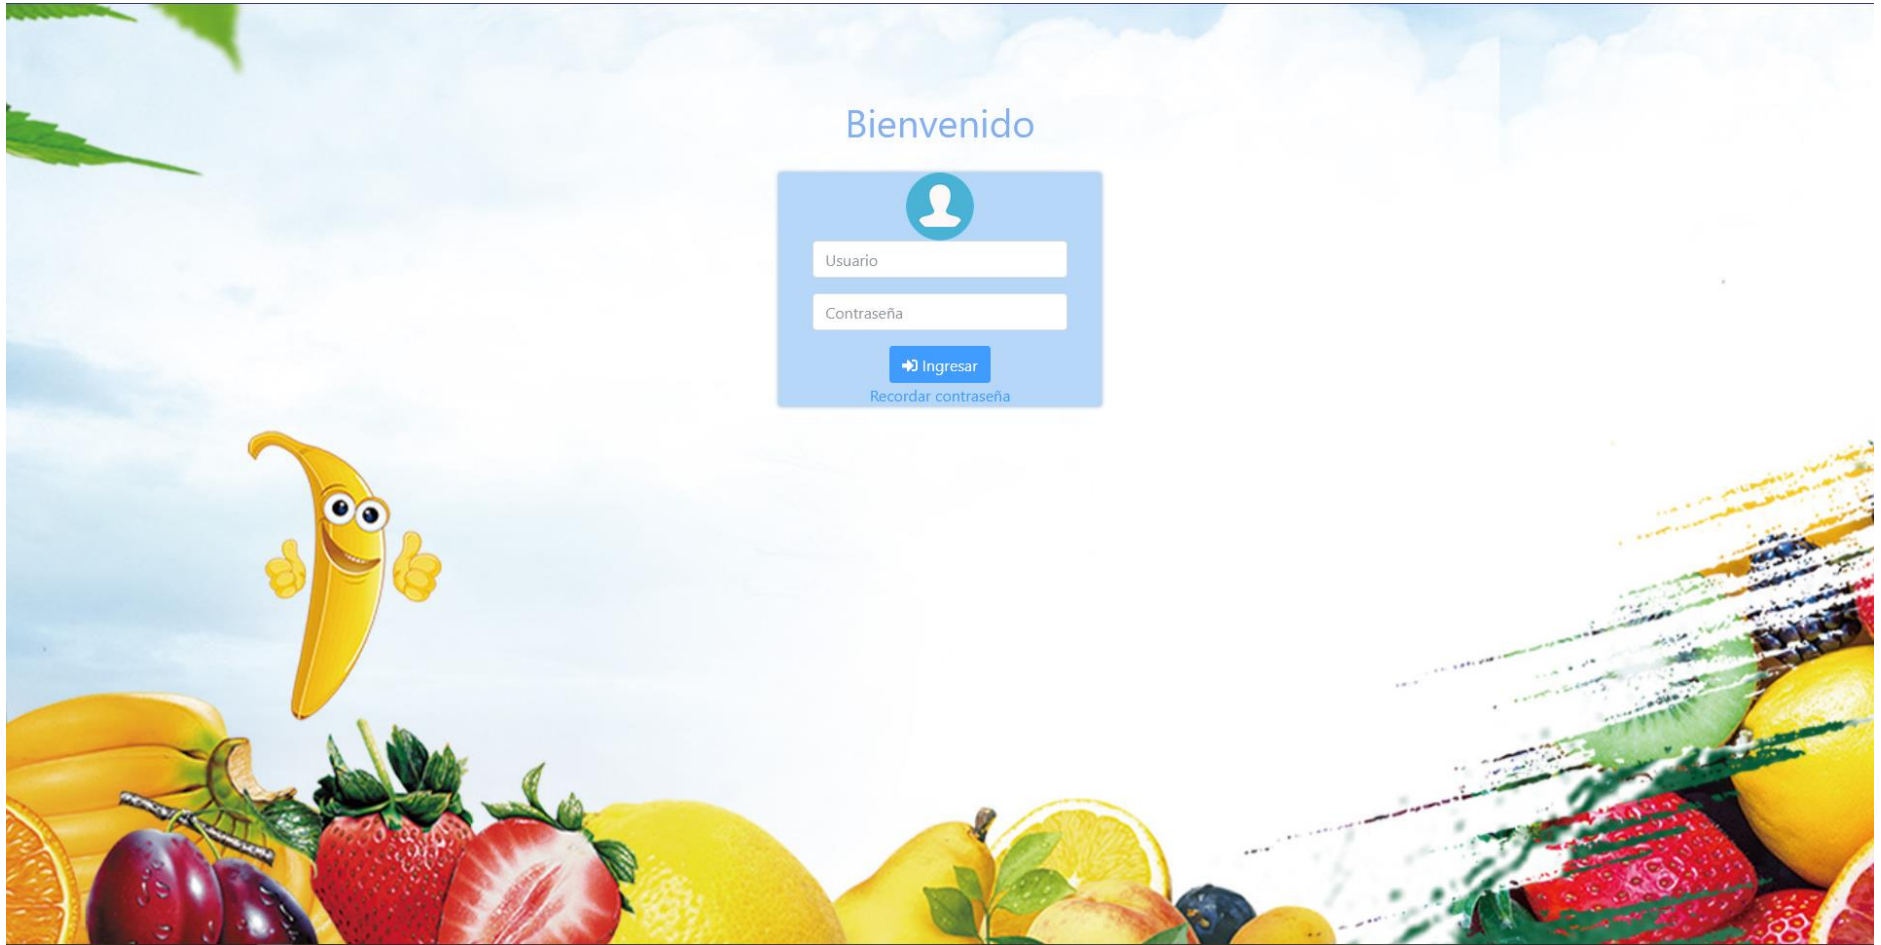 Bienvenido
Usuario
Contraseña
Ingresar
Recordar contraseña